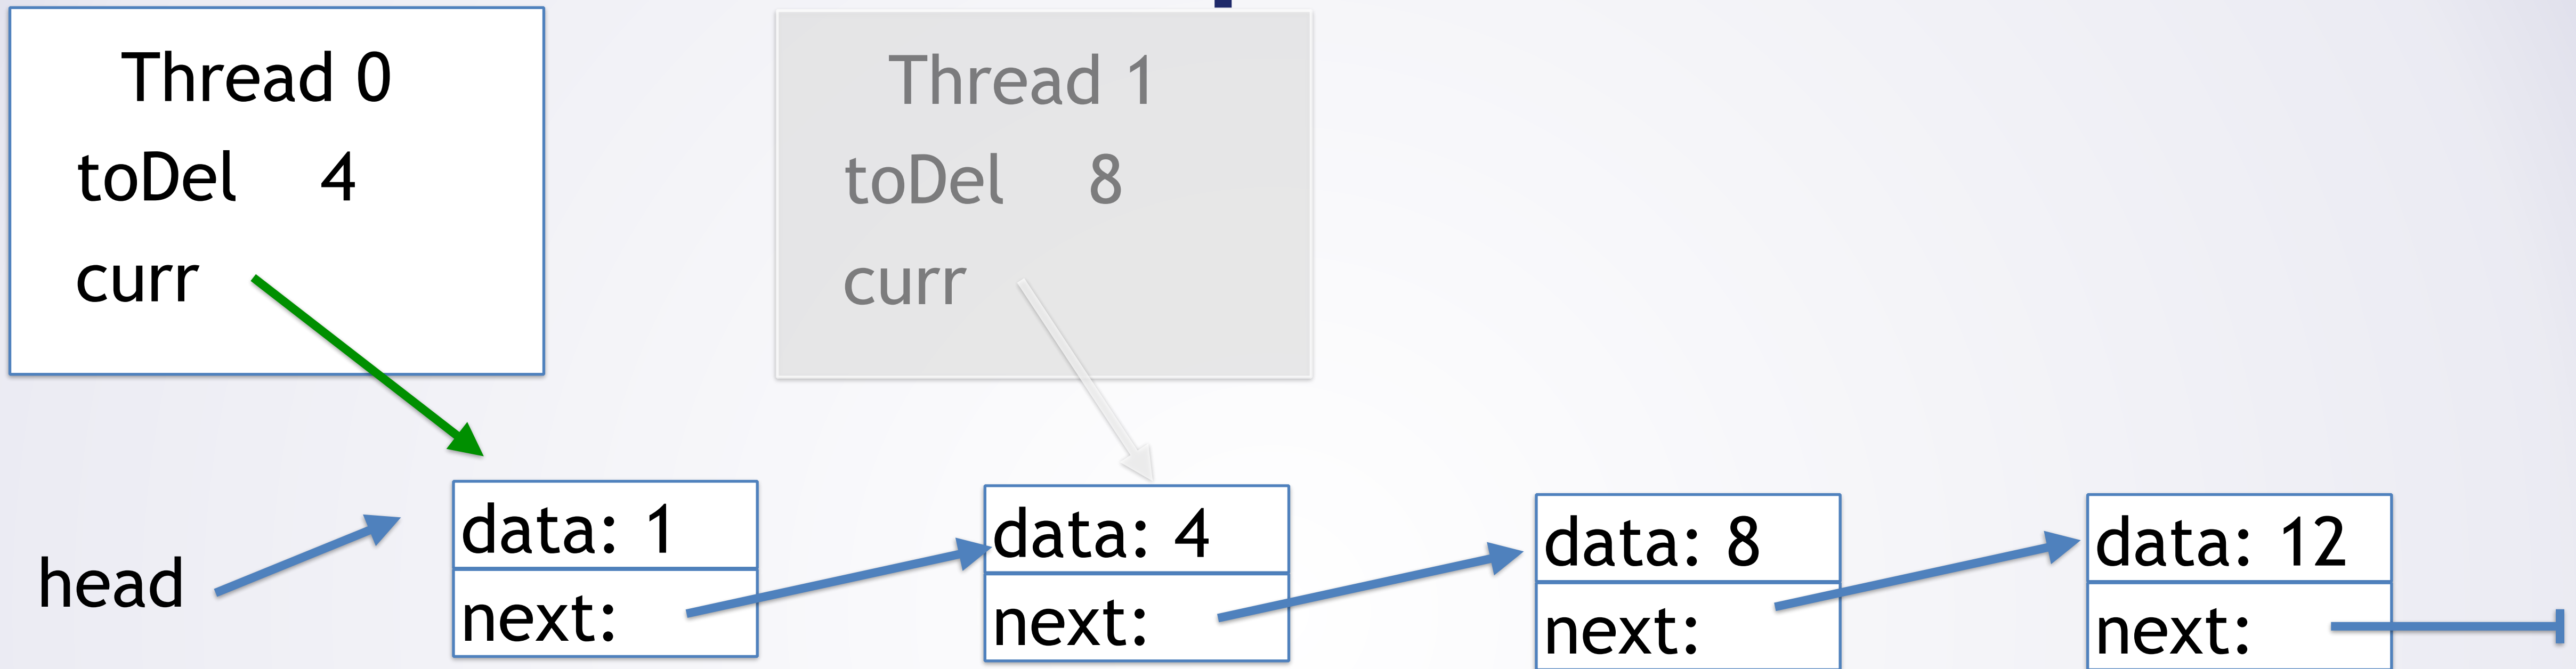 Thread 0
toDel 4
curr
Thread 1
toDel 8
curr
head
data: 1
next:
data: 4
next:
data: 8
next:
data: 12
next: